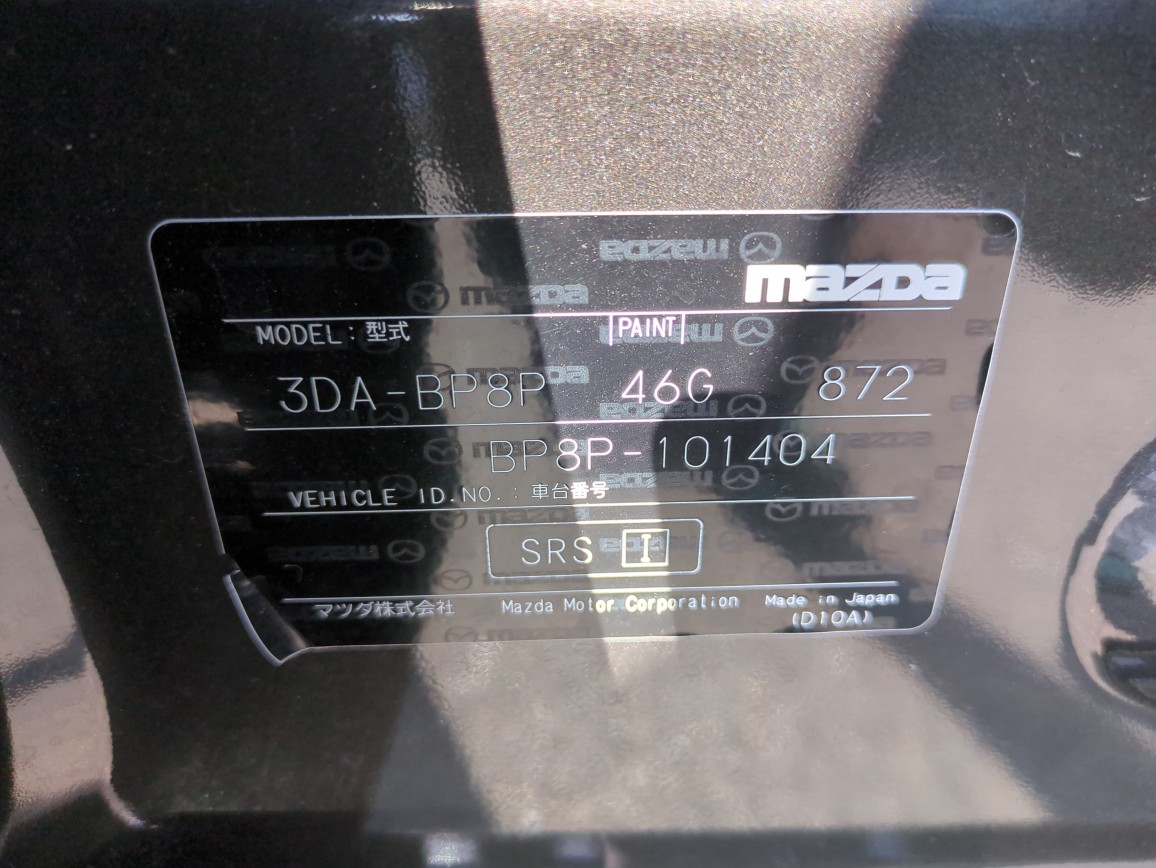 mazda
MODEL : 型式 PAINT
3DA-BP8P 46G 872
BP8P-101404
VEHICLE ID.NO. : 車台番号
SRS I
マツダ株式会社 Mazda Motor Corporation Made in Japan
(D10A)